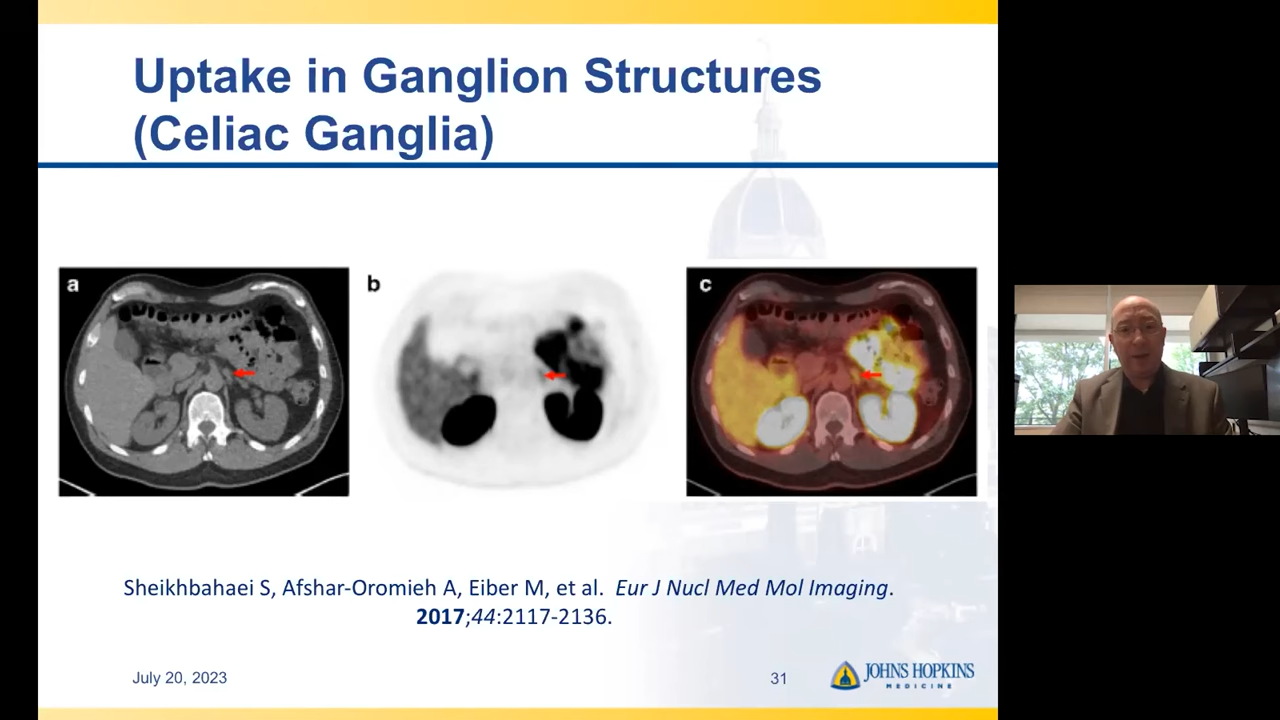 Uptake in Ganglion Structures
(Celiac Ganglia)
a
b
c
Sheikhbahaei S, Afshar-Oromieh A, Eiber M, et al.  Eur J Nucl Med Mol Imaging.
2017;44:2117-2136.
July 20, 2023
31
JOHNS HOPKINS
MEDICINE